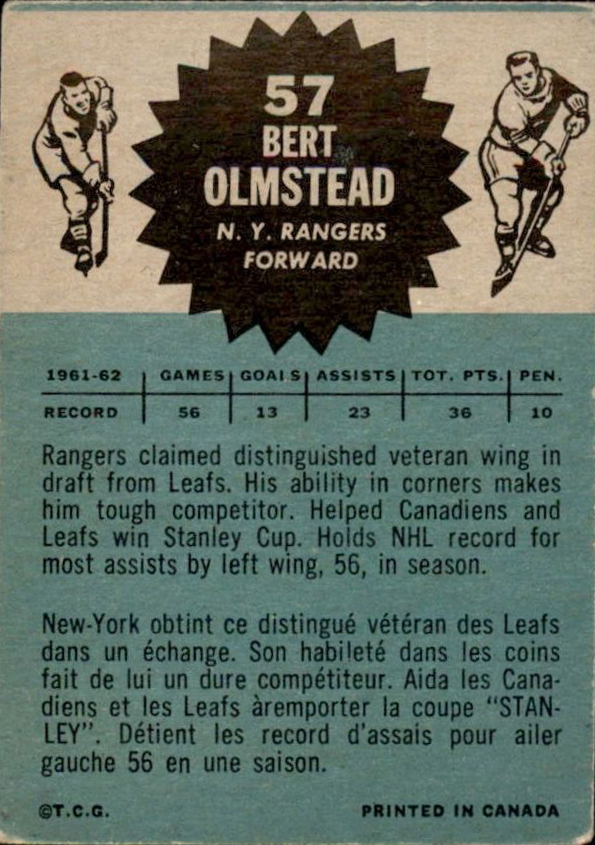 57
BERT
OLMSTEAD
N. Y. RANGERS
FORWARD
1961-62 GAMES GOALS ASSISTS TOT. PTS. PEN.
RECORD 56 13 23 36 10
Rangers claimed distinguished veteran wing in
draft from Leafs. His ability in corners makes
him tough competitor. Helped Canadiens and
Leafs win Stanley Cup. Holds NHL record for
most assists by left wing, 56, in season.
New-York obtint ce distingué vétéran des Leafs
dans un échange. Son habileté dans les coins
fait de lui un dure compétiteur. Aida les Cana-
diens et les Leafs àremporter la coupe "STAN-
LEY". Détient les record d'assais pour ailer
gauche 56 en une saison.
©T.C.G. PRINTED IN CANADA